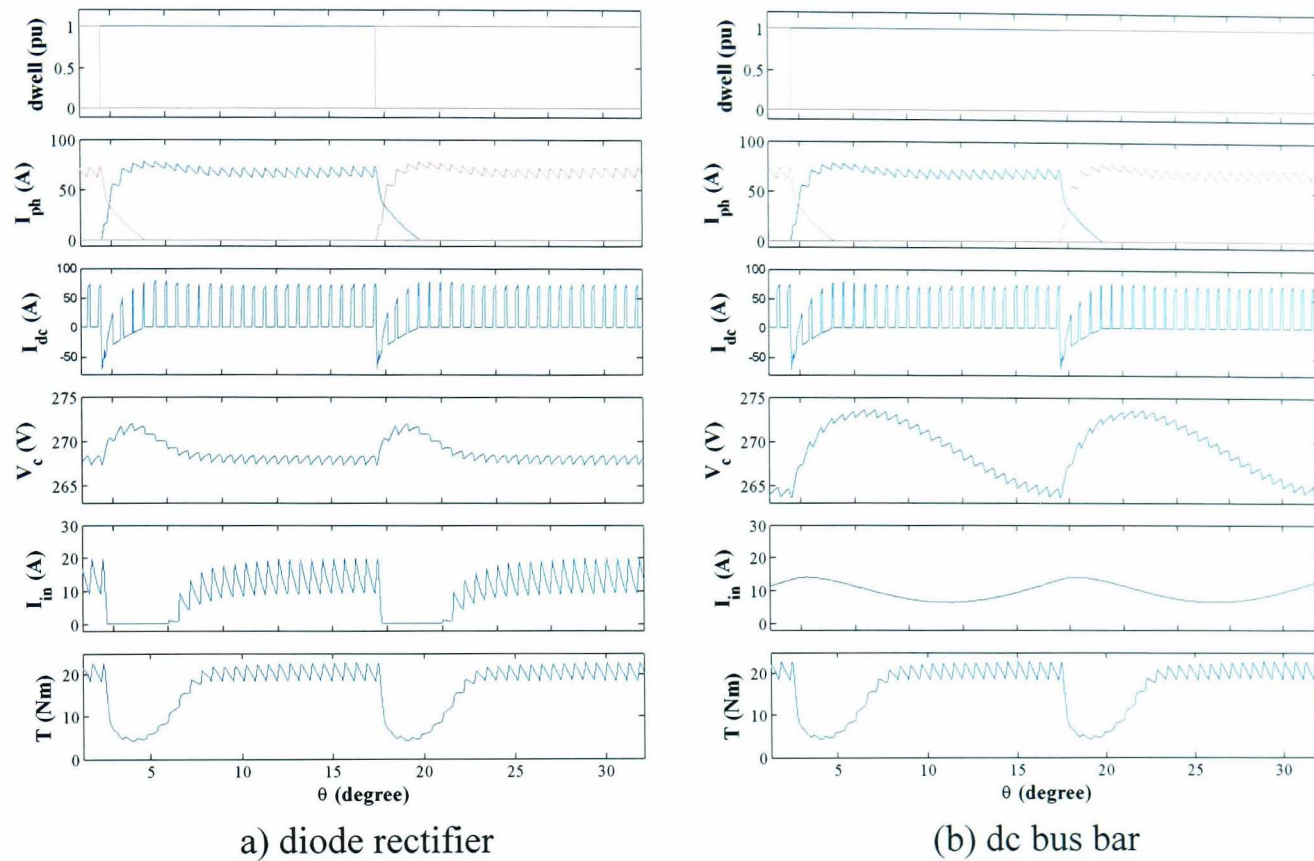 dwell (pu)
1
0.5
0
I_ph (A)
100
50
0
I_dc (A)
100
50
0
-50
V_c (V)
275
270
265
I_in (A)
30
20
10
0
T (Nm)
20
10
0
5 10 15 20 25 30
θ (degree)
a) diode rectifier
dwell (pu)
1
0.5
0
I_ph (A)
100
50
0
I_dc (A)
100
50
0
-50
V_c (V)
275
270
265
I_in (A)
30
20
10
0
T (Nm)
20
10
0
5 10 15 20 25 30
θ (degree)
(b) dc bus bar